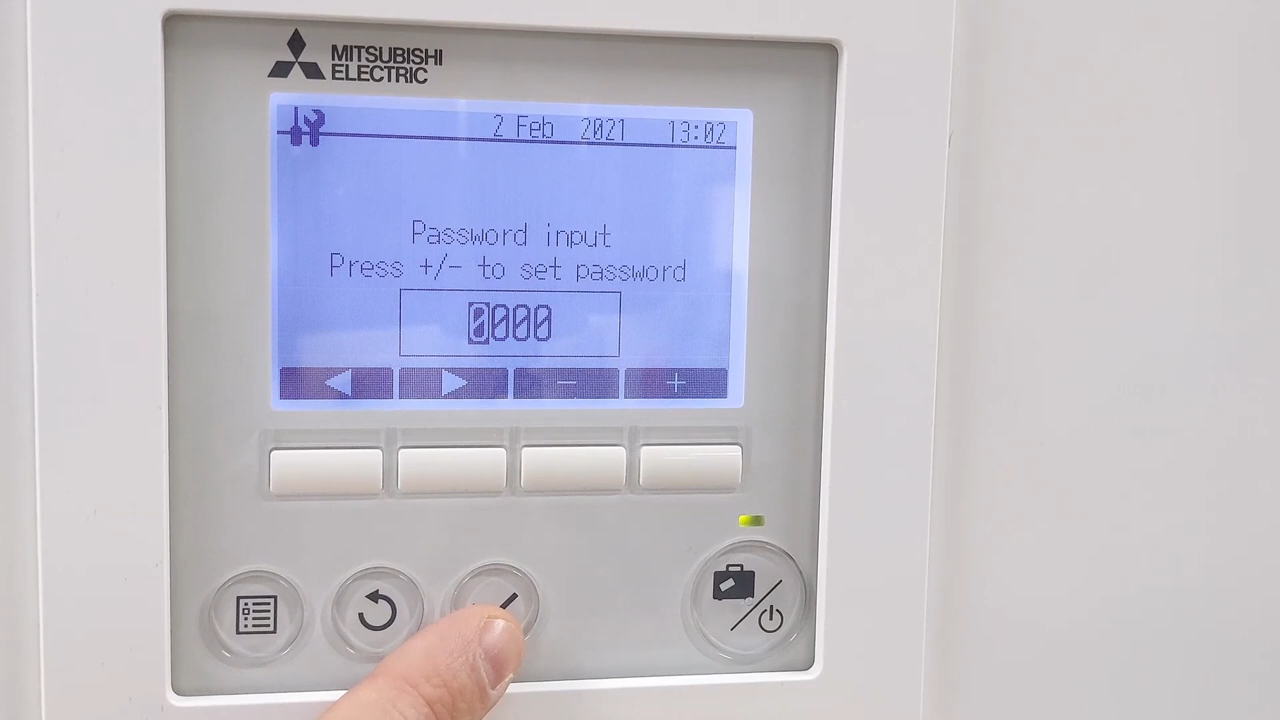 MITSUBISHI
ELECTRIC
2 Feb 2021 13:02
Password input
Press +/- to set password
0000
− +